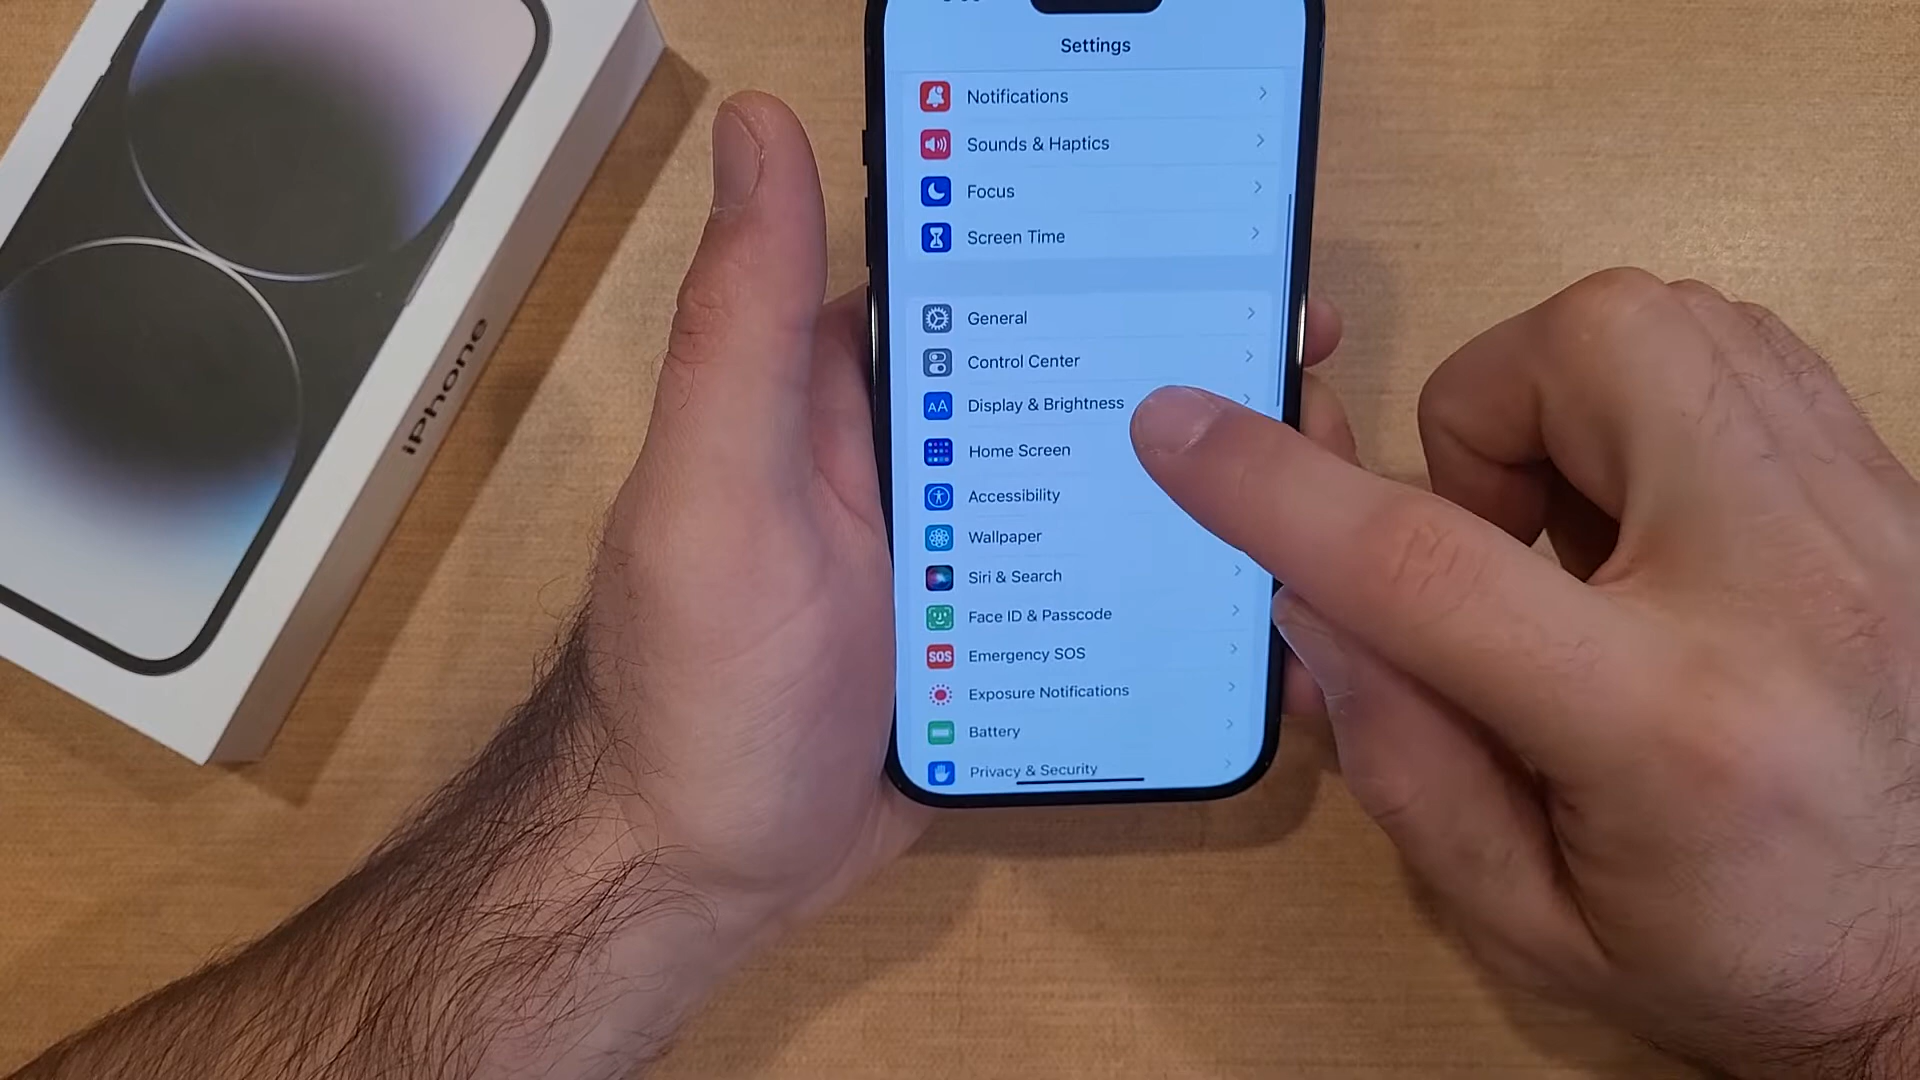 Settings
Notifications
Sounds & Haptics
Focus
Screen Time
General
Control Center
AA Display & Brightness
Home Screen
Accessibility
Wallpaper
Siri & Search
Face ID & Passcode
SOS Emergency SOS
Exposure Notifications
Battery
Privacy & Security
iPhone